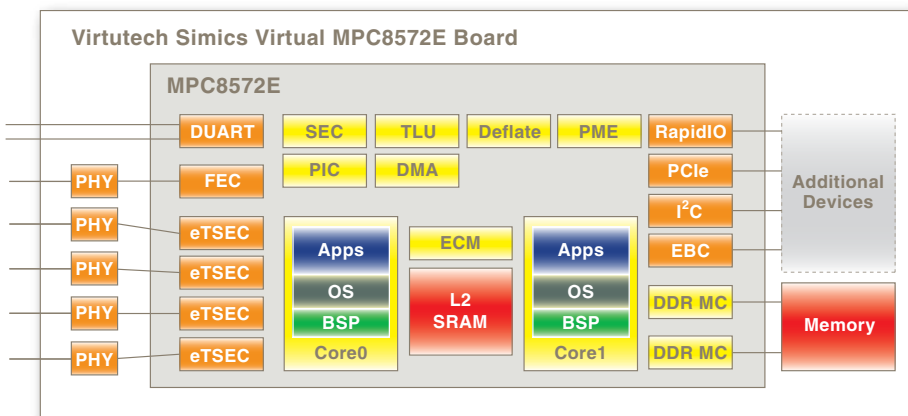 Virtutech Simics Virtual MPC8572E Board
MPC8572E
DUART
SEC
TLU
Deflate
PME
RapidIO
PIC
DMA
PHY
FEC
PCIe
Additional
Devices
I²C
PHY
eTSEC
Apps
ECM
Apps
EBC
PHY
eTSEC
OS
L2
SRAM
OS
DDR MC
PHY
eTSEC
BSP
BSP
Memory
Core0
Core1
PHY
eTSEC
DDR MC